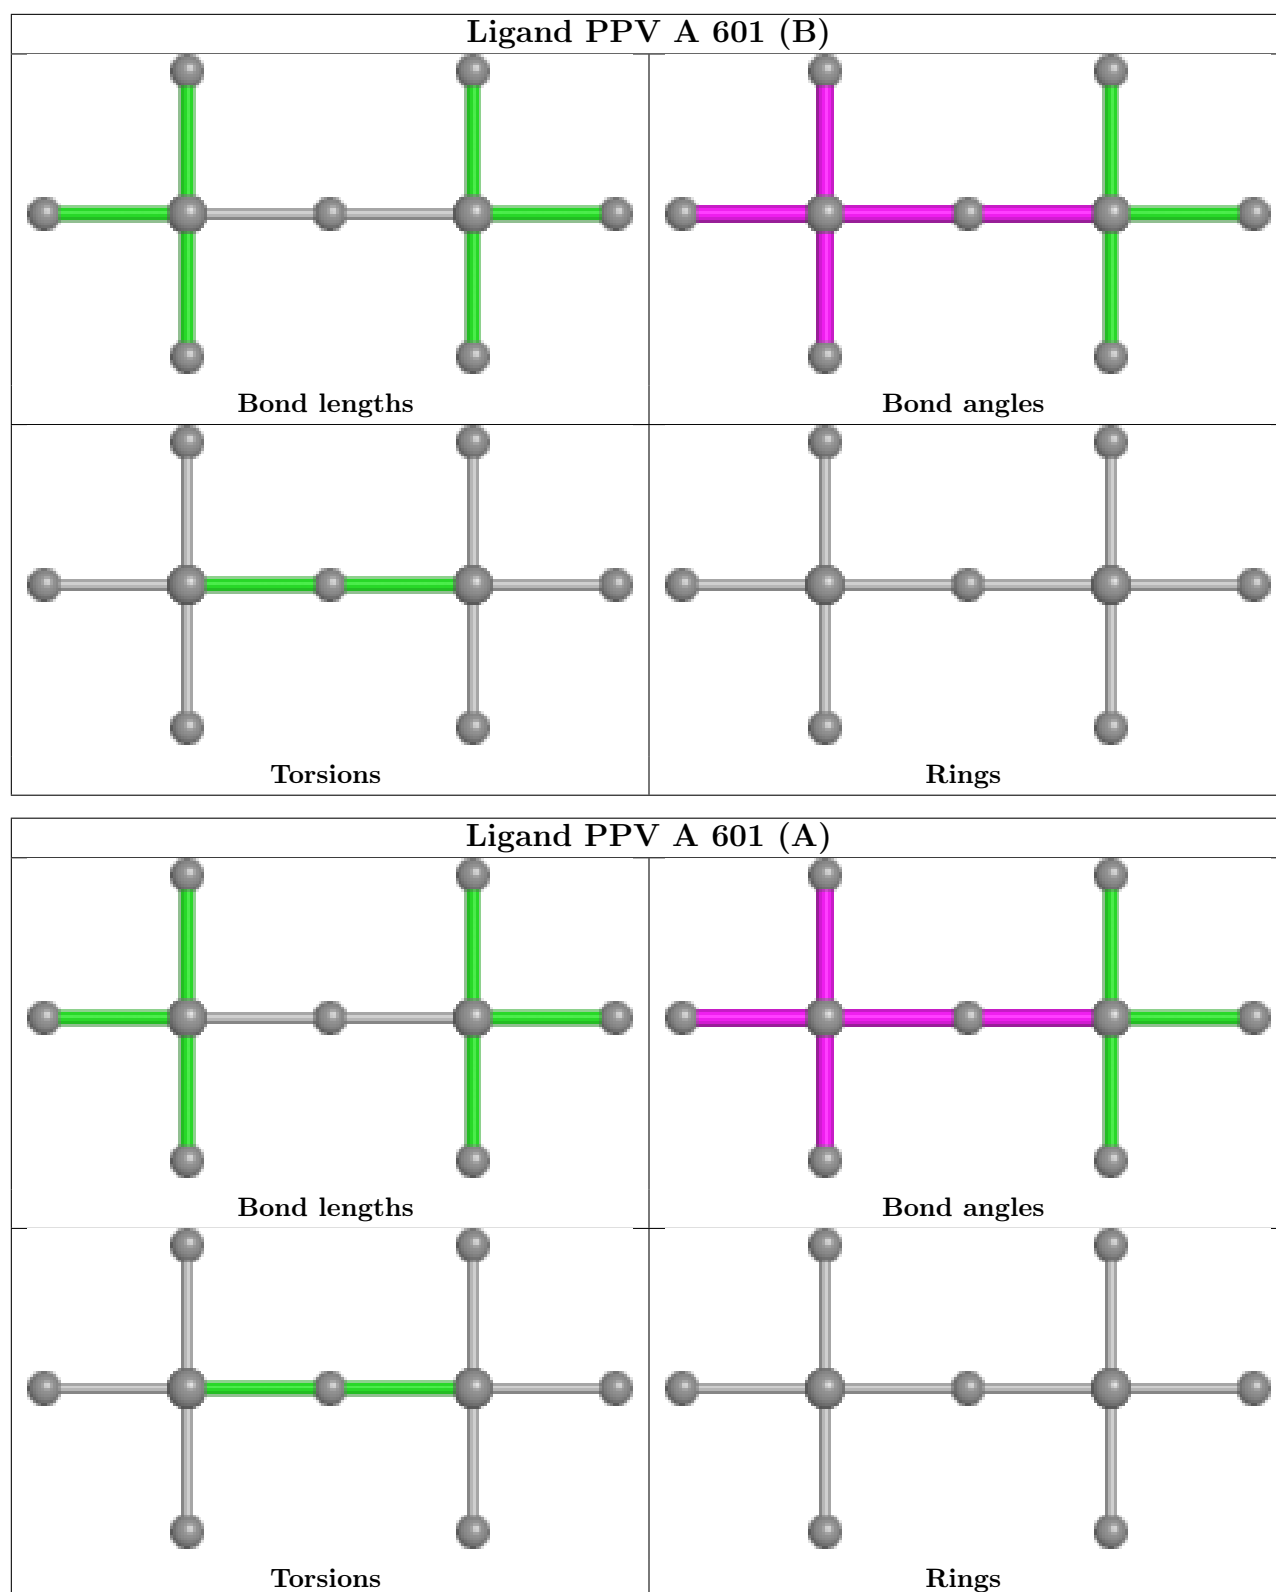 Ligand PPV A 601 (B)
Bond lengths
Bond angles
Torsions
Rings
Ligand PPV A 601 (A)
Bond lengths
Bond angles
Torsions
Rings